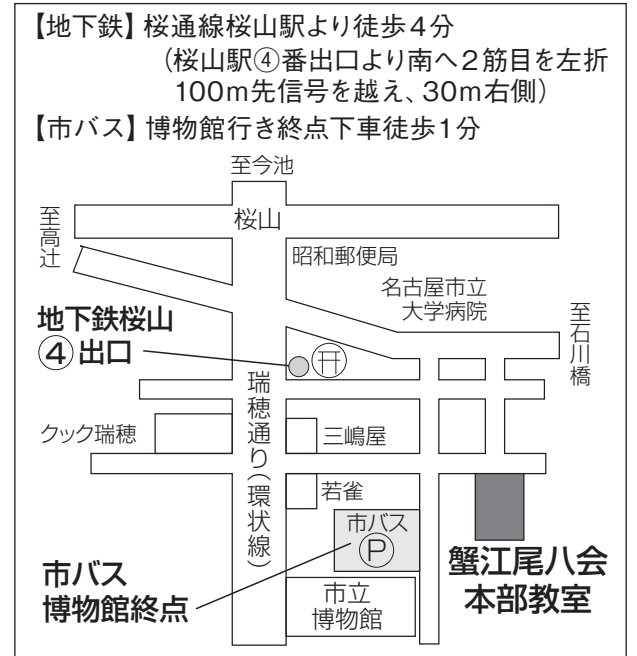 【地下鉄】桜通線桜山駅より徒歩4分
(桜山駅④番出口より南へ2筋目を左折
100m先信号を越え、30m右側)
【市バス】博物館行き終点下車徒歩1分
至今池
桜山
至高辻
昭和郵便局
名古屋市立
大学病院
至石川橋
地下鉄桜山
④出口
瑞穂通り(環状線)
クック瑞穂
三嶋屋
若雀
市バス
P
蟹江尾八会
本部教室
市バス
博物館終点
市立
博物館